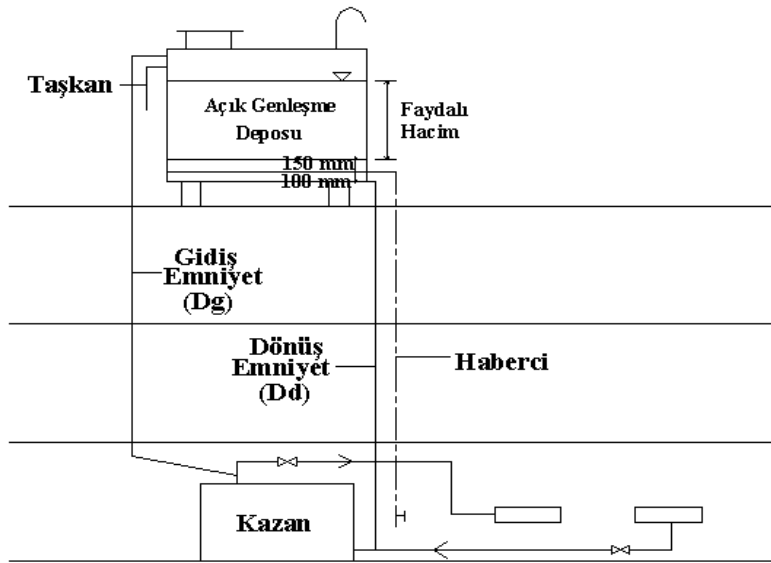 Taşkan
Açık Genleşme
Deposu
Faydalı
Hacim
150 mm
100 mm
Gidiş
Emniyet
(Dg)
Dönüş
Emniyet
(Dd)
Haberci
Kazan